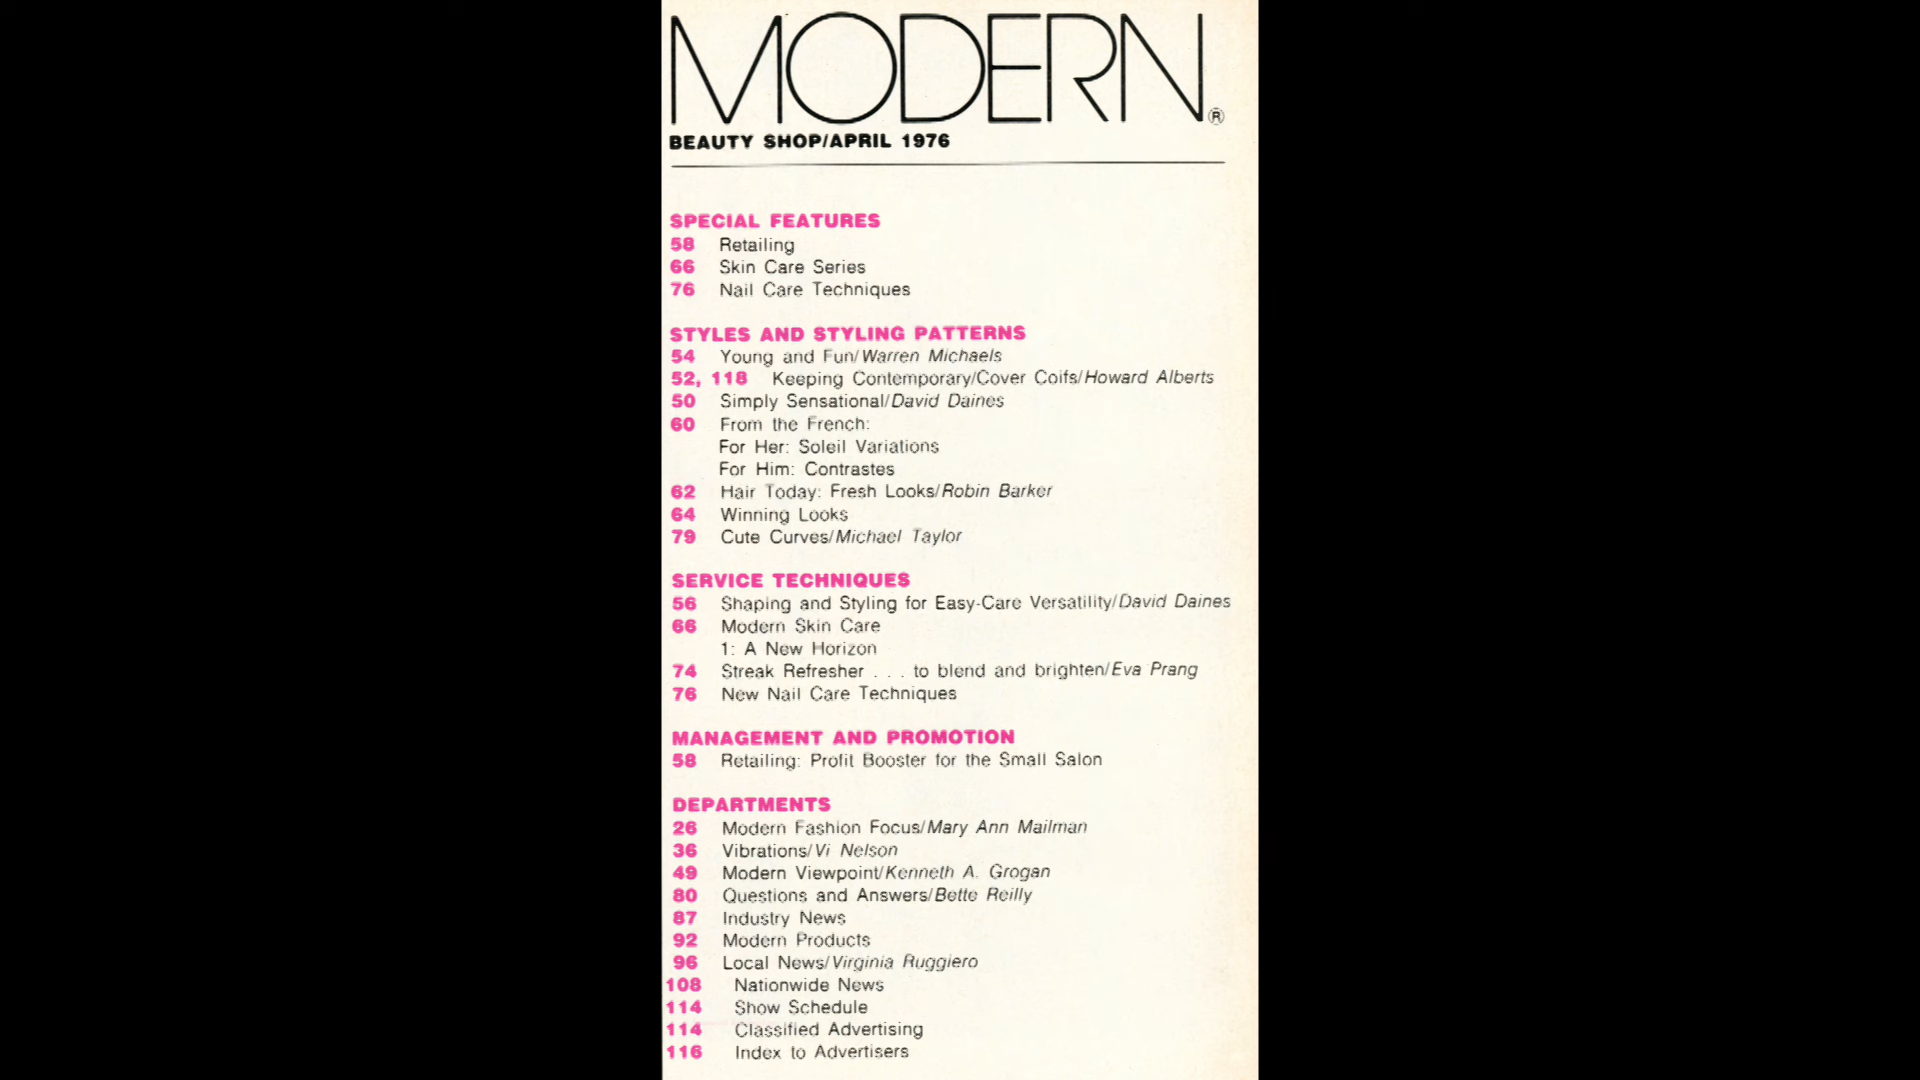 MODERN®
BEAUTY SHOP/APRIL 1976
SPECIAL FEATURES
58 Retailing
66 Skin Care Series
76 Nail Care Techniques
STYLES AND STYLING PATTERNS
54 Young and Fun/Warren Michaels
52, 118 Keeping Contemporary/Cover Coifs/Howard Alberts
50 Simply Sensational/David Daines
60 From the French:
For Her: Soleil Variations
For Him: Contrastes
62 Hair Today: Fresh Looks/Robin Barker
64 Winning Looks
79 Cute Curves/Michael Taylor
SERVICE TECHNIQUES
56 Shaping and Styling for Easy-Care Versatility/David Daines
66 Modern Skin Care
1: A New Horizon
74 Streak Refresher . . . to blend and brighten/Eva Prang
76 New Nail Care Techniques
MANAGEMENT AND PROMOTION
58 Retailing: Profit Booster for the Small Salon
DEPARTMENTS
26 Modern Fashion Focus/Mary Ann Mailman
36 Vibrations/Vi Nelson
49 Modern Viewpoint/Kenneth A. Grogan
80 Questions and Answers/Bette Reilly
87 Industry News
92 Modern Products
96 Local News/Virginia Ruggiero
108 Nationwide News
114 Show Schedule
114 Classified Advertising
116 Index to Advertisers